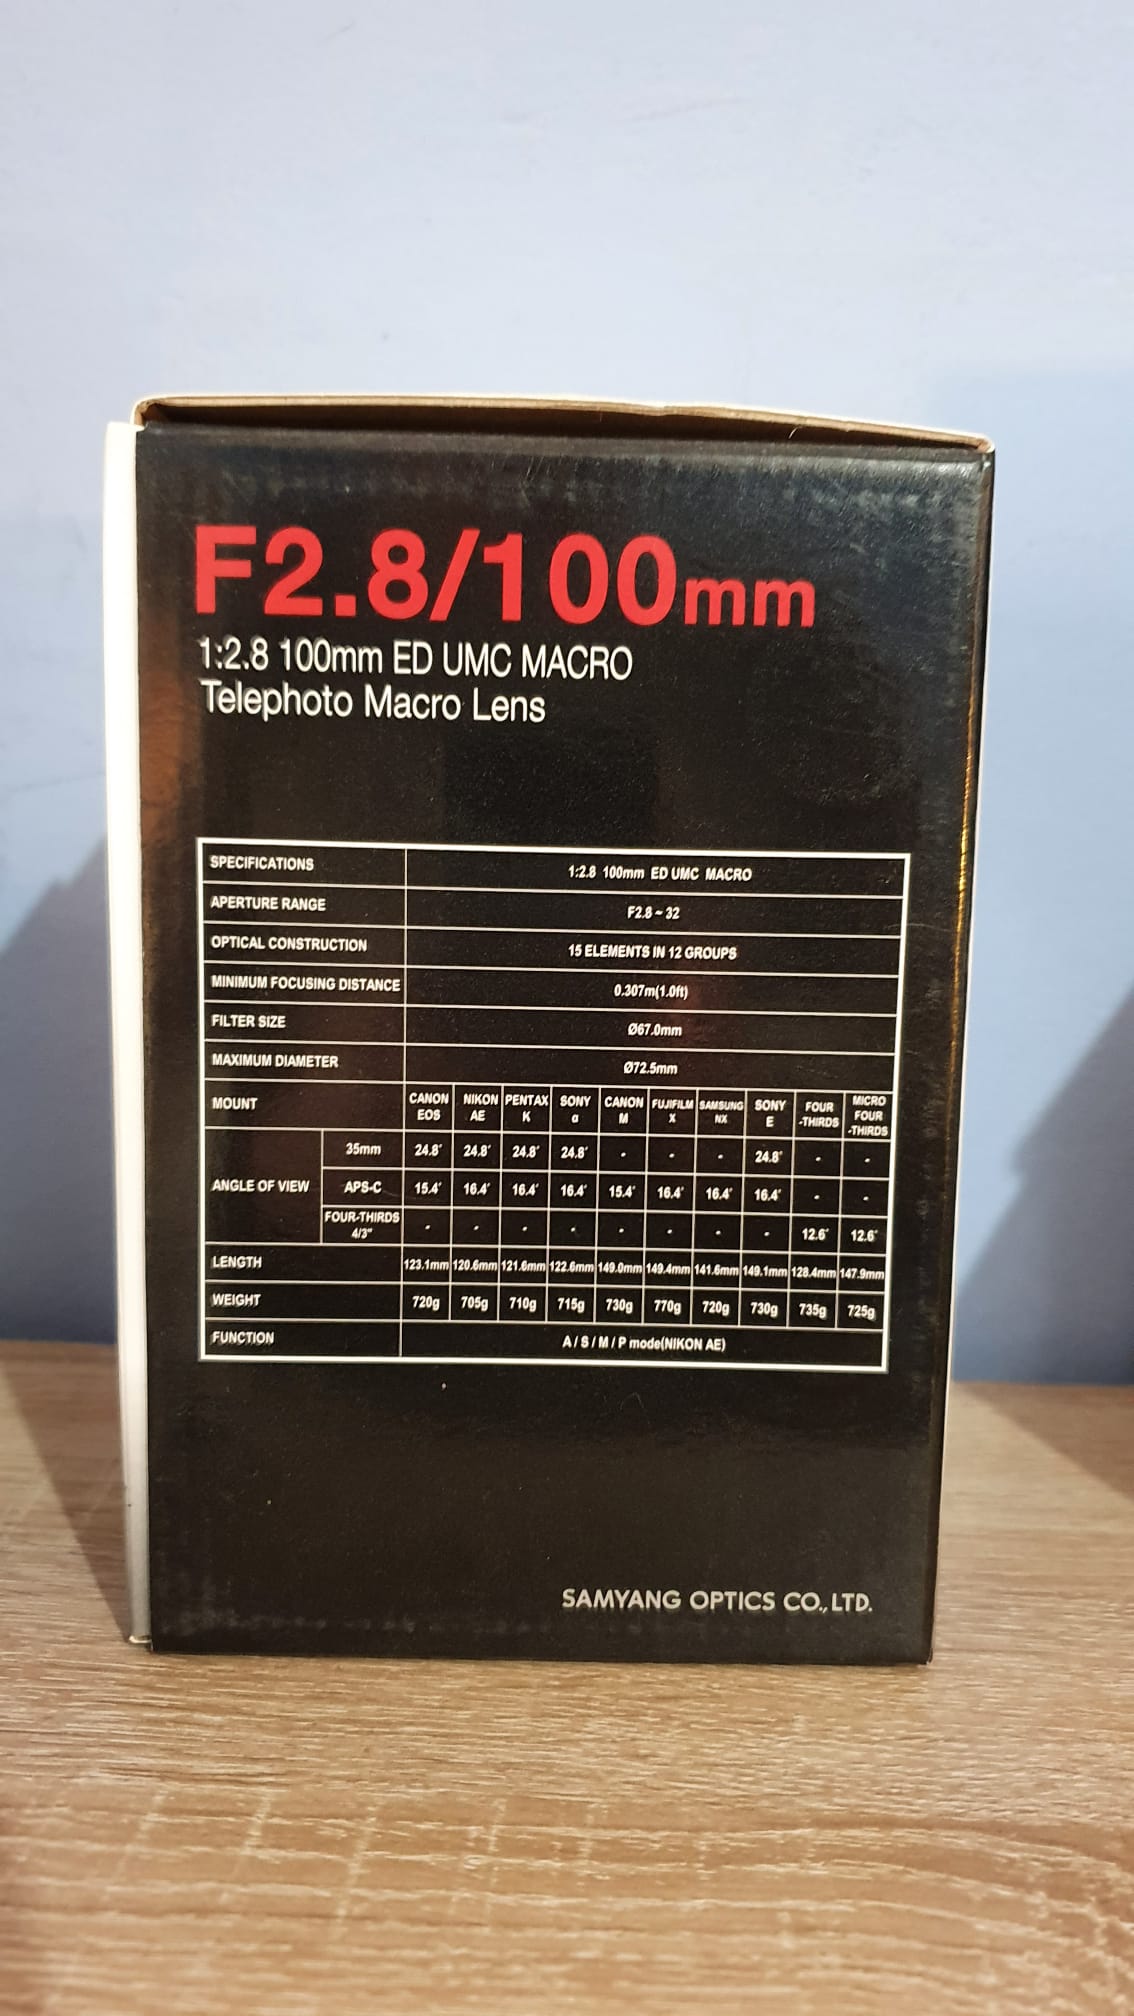 F2.8/100mm
1:2.8 100mm ED UMC MACRO
Telephoto Macro Lens
SPECIFICATIONS 1:2.8 100mm ED UMC MACRO
APERTURE RANGE F2.8 ~ 32
OPTICAL CONSTRUCTION 15 ELEMENTS IN 12 GROUPS
MINIMUM FOCUSING DISTANCE 0.307m(1.0ft)
FILTER SIZE Ø67.0mm
MAXIMUM DIAMETER Ø72.5mm
MOUNT CANON EOS NIKON AE PENTAX K SONY α CANON M FUJIFILM X SAMSUNG NX SONY E FOUR -THIRDS MICRO FOUR -THIRDS
ANGLE OF VIEW
35mm 24.8° 24.8° 24.8° 24.8° - - - 24.8° - -
APS-C 15.4° 16.4° 16.4° 16.4° 15.4° 16.4° 16.4° 16.4° - -
FOUR-THIRDS 4/3" - - - - - - - - 12.6° 12.6°
LENGTH 123.1mm 120.6mm 121.6mm 122.6mm 149.0mm 149.4mm 141.6mm 149.1mm 128.4mm 147.9mm
WEIGHT 720g 705g 710g 715g 730g 770g 720g 730g 735g 725g
FUNCTION A / S / M / P mode(NIKON AE)
SAMYANG OPTICS CO., LTD.